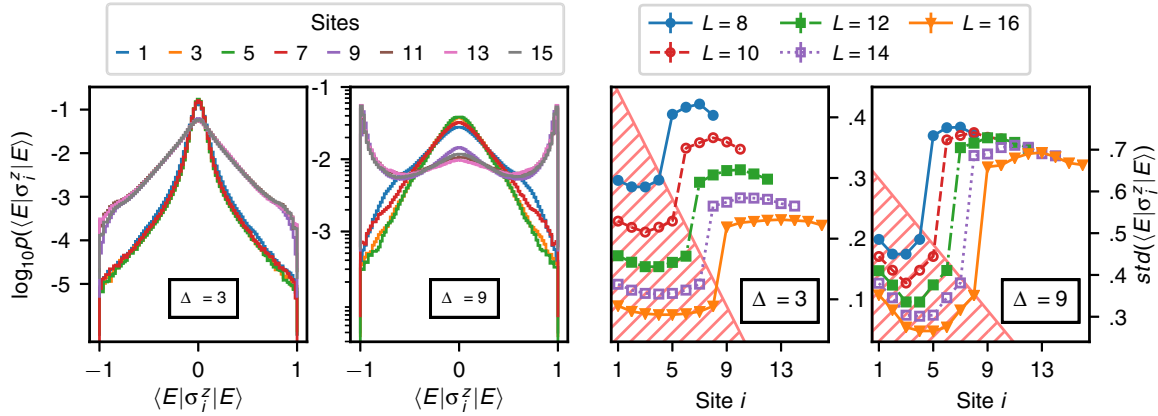 Sites
1 3 5 7 9 11 13 15
L = 8 L = 12 L = 16
L = 10 L = 14
log₁₀p(⟨E|σᵢᶻ|E⟩)
-1
-2
-3
-4
-5
Δ = 3
−1 0 1
⟨E|σᵢᶻ|E⟩
-1
-2
-3
Δ = 9
−1 0 1
⟨E|σᵢᶻ|E⟩
.4
.3
.2
.1
Δ = 3
1 5 9 13
Site i
.7
.6
.5
.4
.3
Δ = 9
1 5 9 13
Site i
std(⟨E|σᵢᶻ|E⟩)